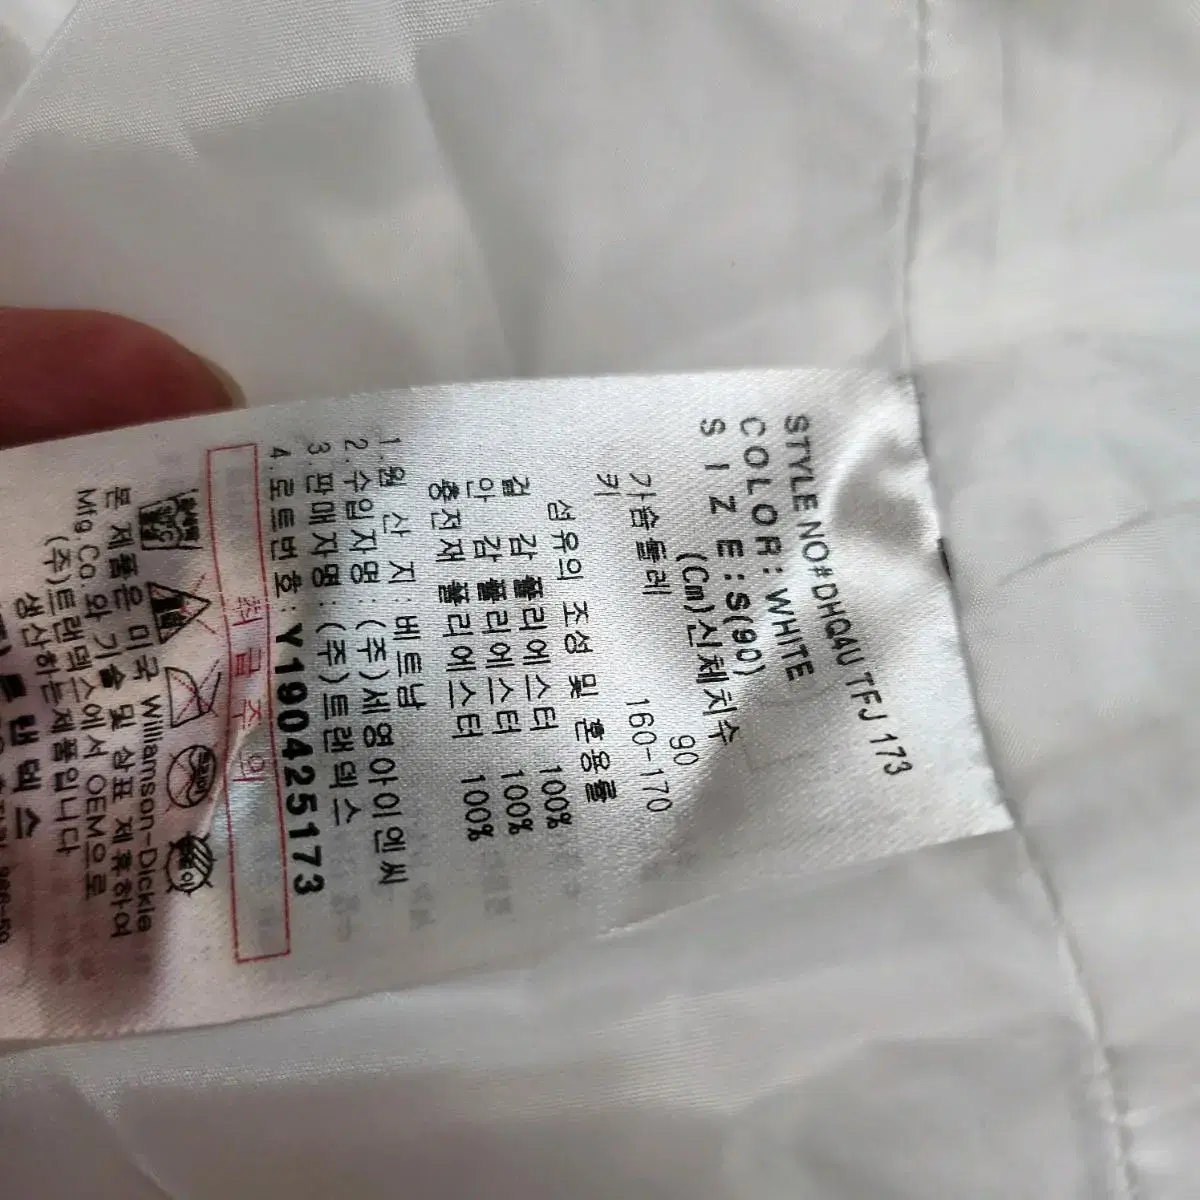 STYLE NO#DHQ4U TFJ 173
COLOR: WHITE
SIZE: S(90)
(Cm)신체치수
가슴둘레 90
키 160-170
섬유의 조성 및 혼용률
겉 감 폴리에스터 100%
안 감 폴리에스터 100%
충전재 폴리에스터 100%
1.원 산 지: 베트남
2.수입자명: (주)세영아이엔씨
3.판매자명: (주)트랜덱스
4.로트번호: Y190425173
취급주의
본 제품은 미국 Williamson-Dickie
Mfg.Co 와 기술 및 상표 제휴하여
(주)트랜덱스에서 OEM으로
생산하는제품입니다
트랜덱스